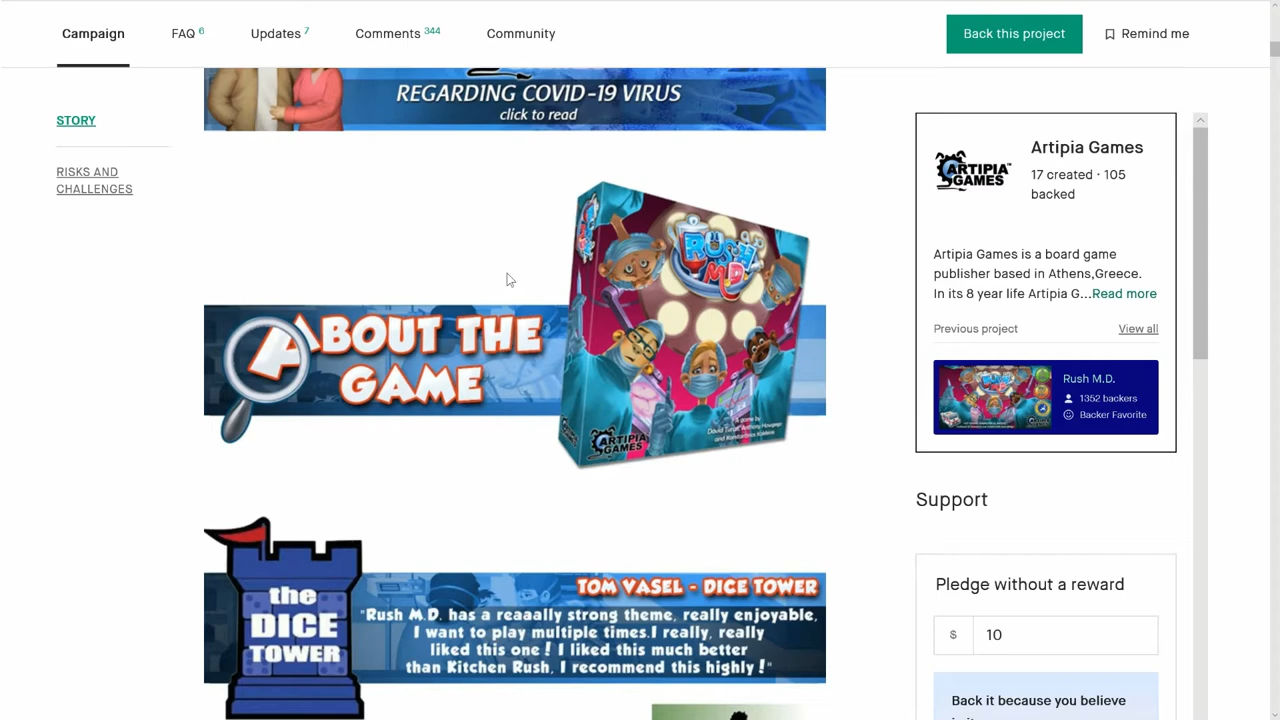 Campaign
FAQ 6
Updates 7
Comments 344
Community
Back this project
Remind me
REGARDING COVID-19 VIRUS
click to read
STORY
RISKS AND
CHALLENGES
ABOUT THE
GAME
RUSH
M.D.
A game by
ARTIPIA
GAMES
the
DICE
TOWER
TOM VASEL - DICE TOWER
"Rush M.D. has a reaaally strong theme, really enjoyable,
I want to play multiple times.I really, really
liked this one! I liked this much better
than Kitchen Rush, I recommend this highly!"
ARTIPIA™
GAMES
Artipia Games
17 created · 105
backed
Artipia Games is a board game
publisher based in Athens,Greece.
In its 8 year life Artipia G...Read more
Previous project
View all
Rush M.D.
1352 backers
Backer Favorite
Support
Pledge without a reward
$ 10
Back it because you believe